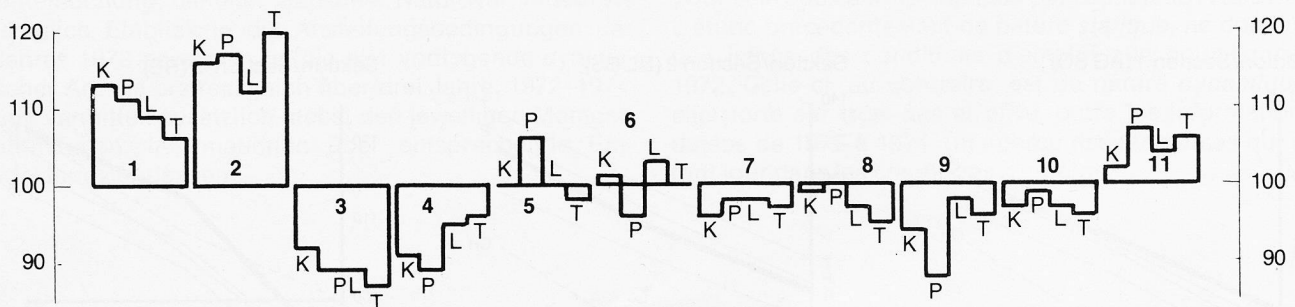 120 K P L T 120
110 K P L T P 6 K L T 110
100 1 2 3 4 K L 5 T K P L T 7 8 9 10 K L 11 T P 100
90 K P L T K P L T K P L T K P L T K P L T K P L T 90